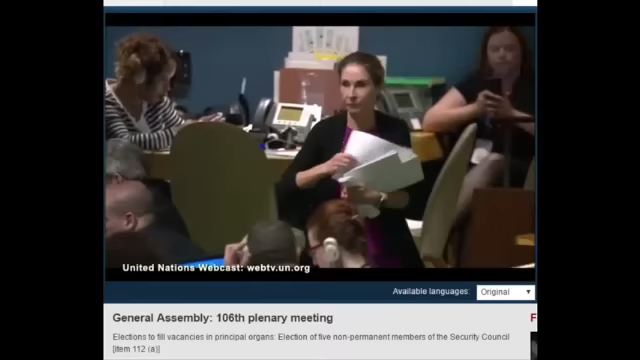 United Nations Webcast: webtv.un.org
Available languages: Original
General Assembly: 106th plenary meeting
Elections to fill vacancies in principal organs: Election of five non-permanent members of the Security Council
[item 112 (a)]
F